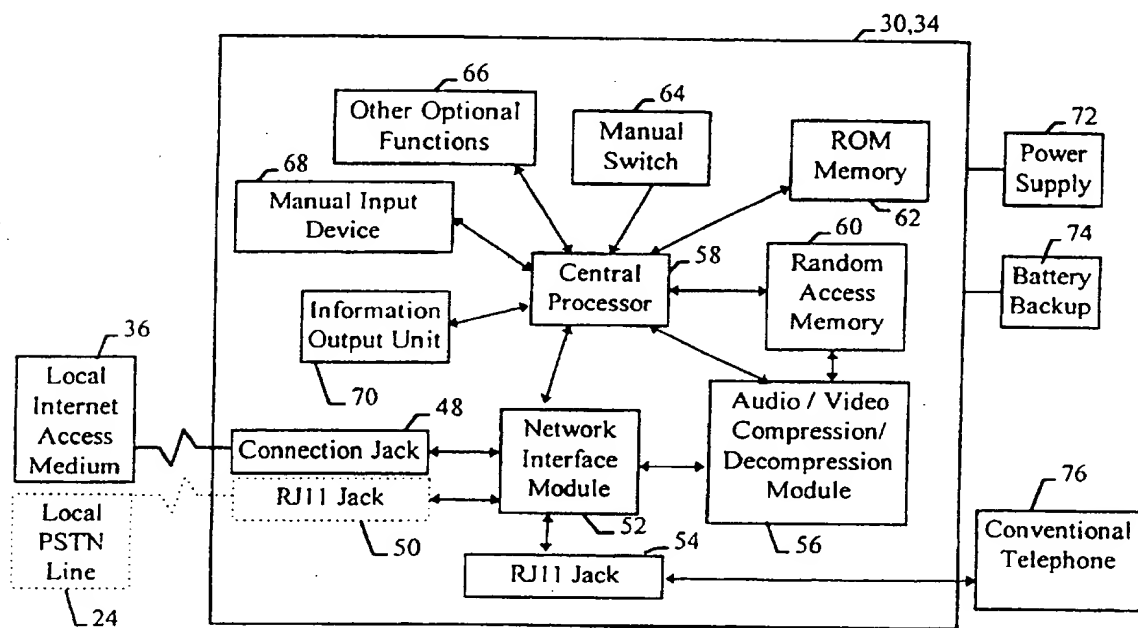 30,34
66
Other Optional
Functions
64
Manual
Switch
ROM
Memory
62
72
Power
Supply
68
Manual Input
Device
60
Random
Access
Memory
74
Battery
Backup
58
Central
Processor
Information
Output Unit
70
36
Local
Internet
Access
Medium
48
Connection Jack
RJ11 Jack
50
Network
Interface
Module
52
Audio / Video
Compression/
Decompression
Module
56
Local
PSTN
Line
24
54
RJ11 Jack
76
Conventional
Telephone